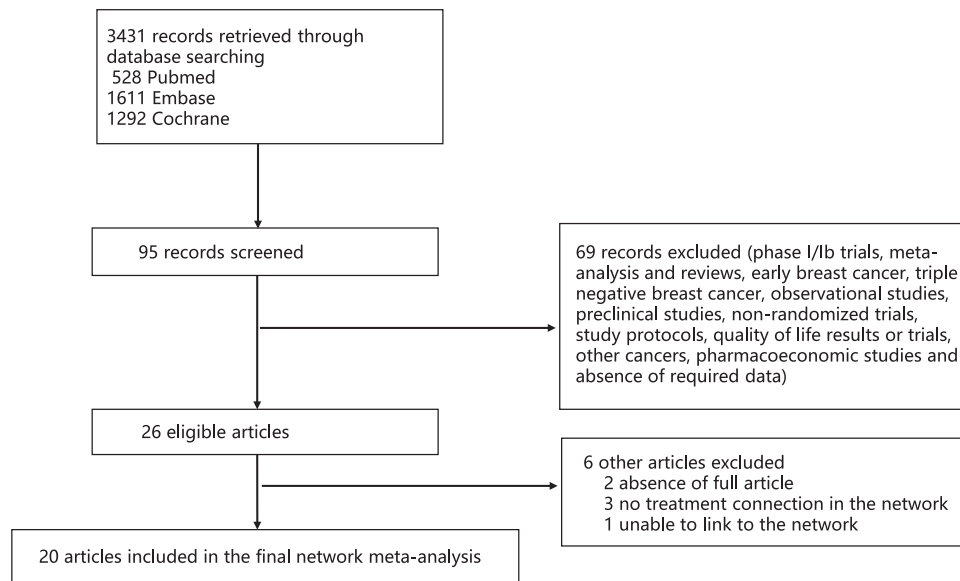 3431 records retrieved through
database searching
528 Pubmed
1611 Embase
1292 Cochrane
95 records screened
69 records excluded (phase I/Ib trials, meta-
analysis and reviews, early breast cancer, triple
negative breast cancer, observational studies,
preclinical studies, non-randomized trials,
study protocols, quality of life results or trials,
other cancers, pharmacoeconomic studies and
absence of required data)
26 eligible articles
6 other articles excluded
2 absence of full article
3 no treatment connection in the network
1 unable to link to the network
20 articles included in the final network meta-analysis